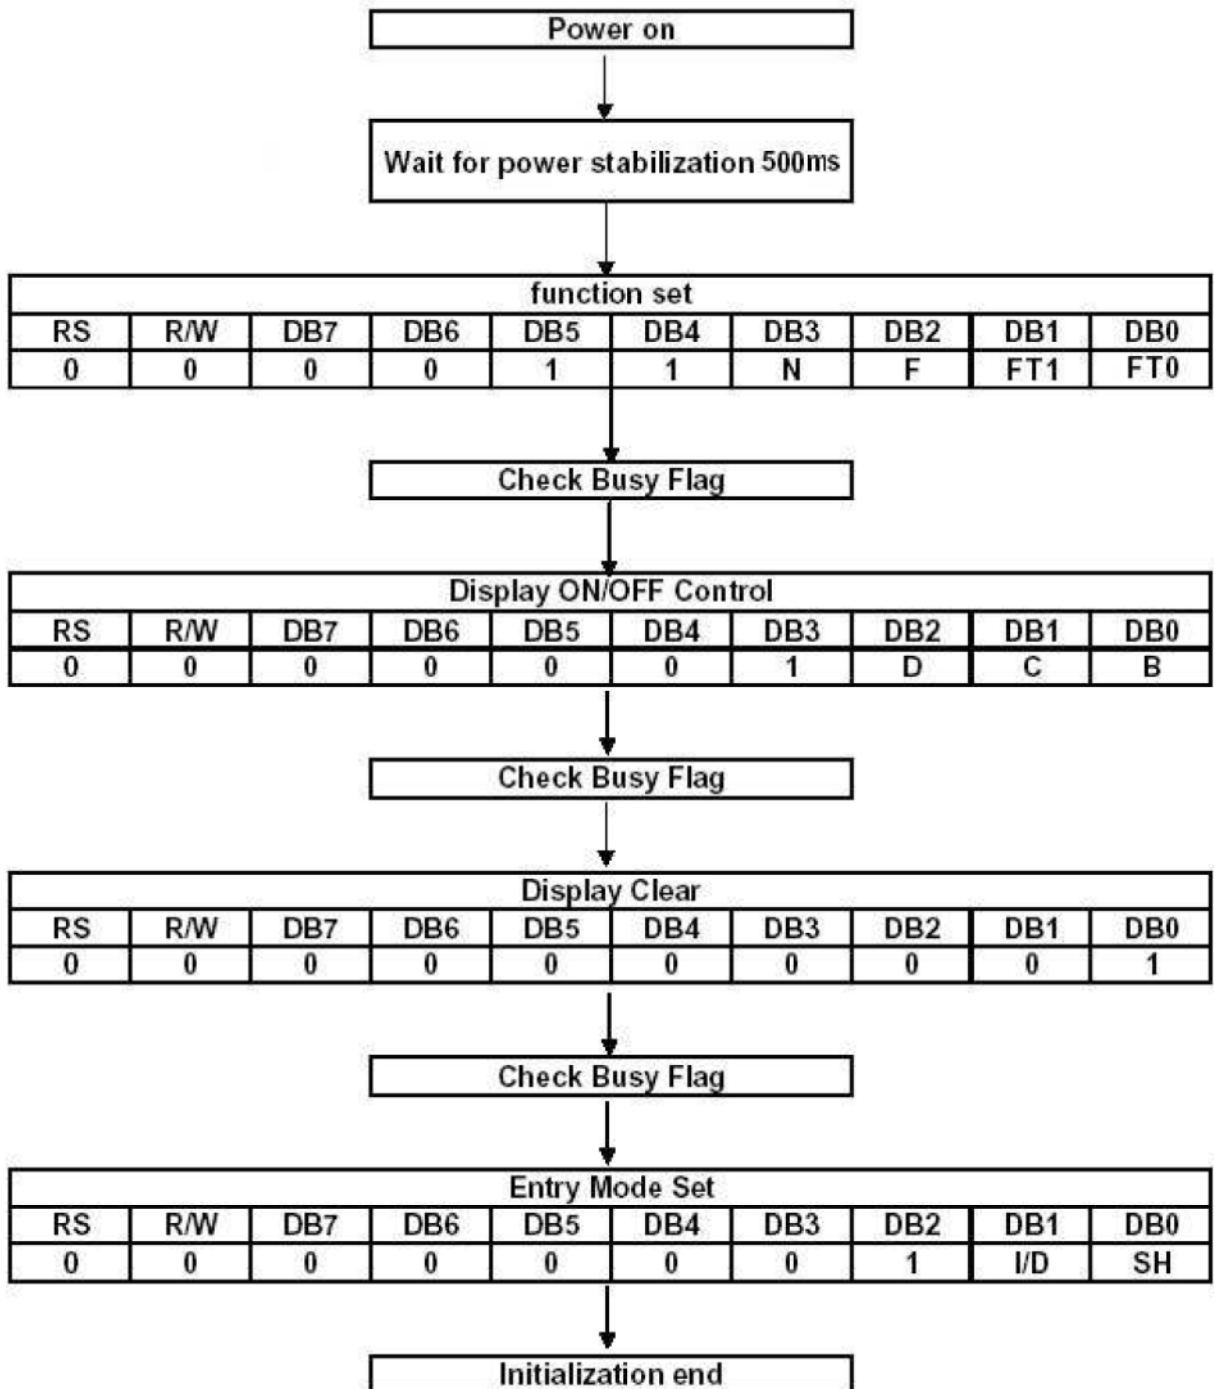 Power on
Wait for power stabilization 500ms
function set
RS R/W DB7 DB6 DB5 DB4 DB3 DB2 DB1 DB0
0 0 0 0 1 1 N F FT1 FT0
Check Busy Flag
Display ON/OFF Control
RS R/W DB7 DB6 DB5 DB4 DB3 DB2 DB1 DB0
0 0 0 0 0 0 1 D C B
Check Busy Flag
Display Clear
RS R/W DB7 DB6 DB5 DB4 DB3 DB2 DB1 DB0
0 0 0 0 0 0 0 0 0 1
Check Busy Flag
Entry Mode Set
RS R/W DB7 DB6 DB5 DB4 DB3 DB2 DB1 DB0
0 0 0 0 0 0 0 1 I/D SH
Initialization end